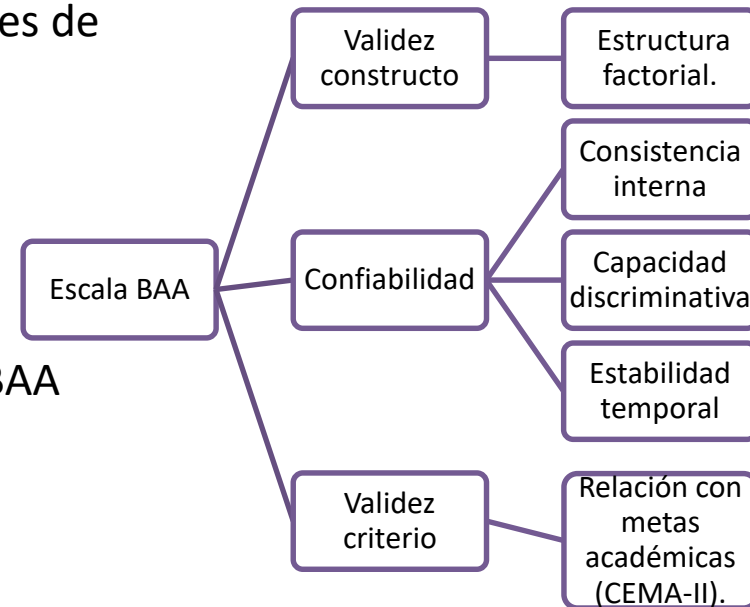 es de
BAA
Escala BAA
Validez
constructo
Estructura
factorial.
Confiabilidad
Consistencia
interna
Capacidad
discriminativa
Estabilidad
temporal
Validez
criterio
Relación con
metas
académicas
(CEMA-II).